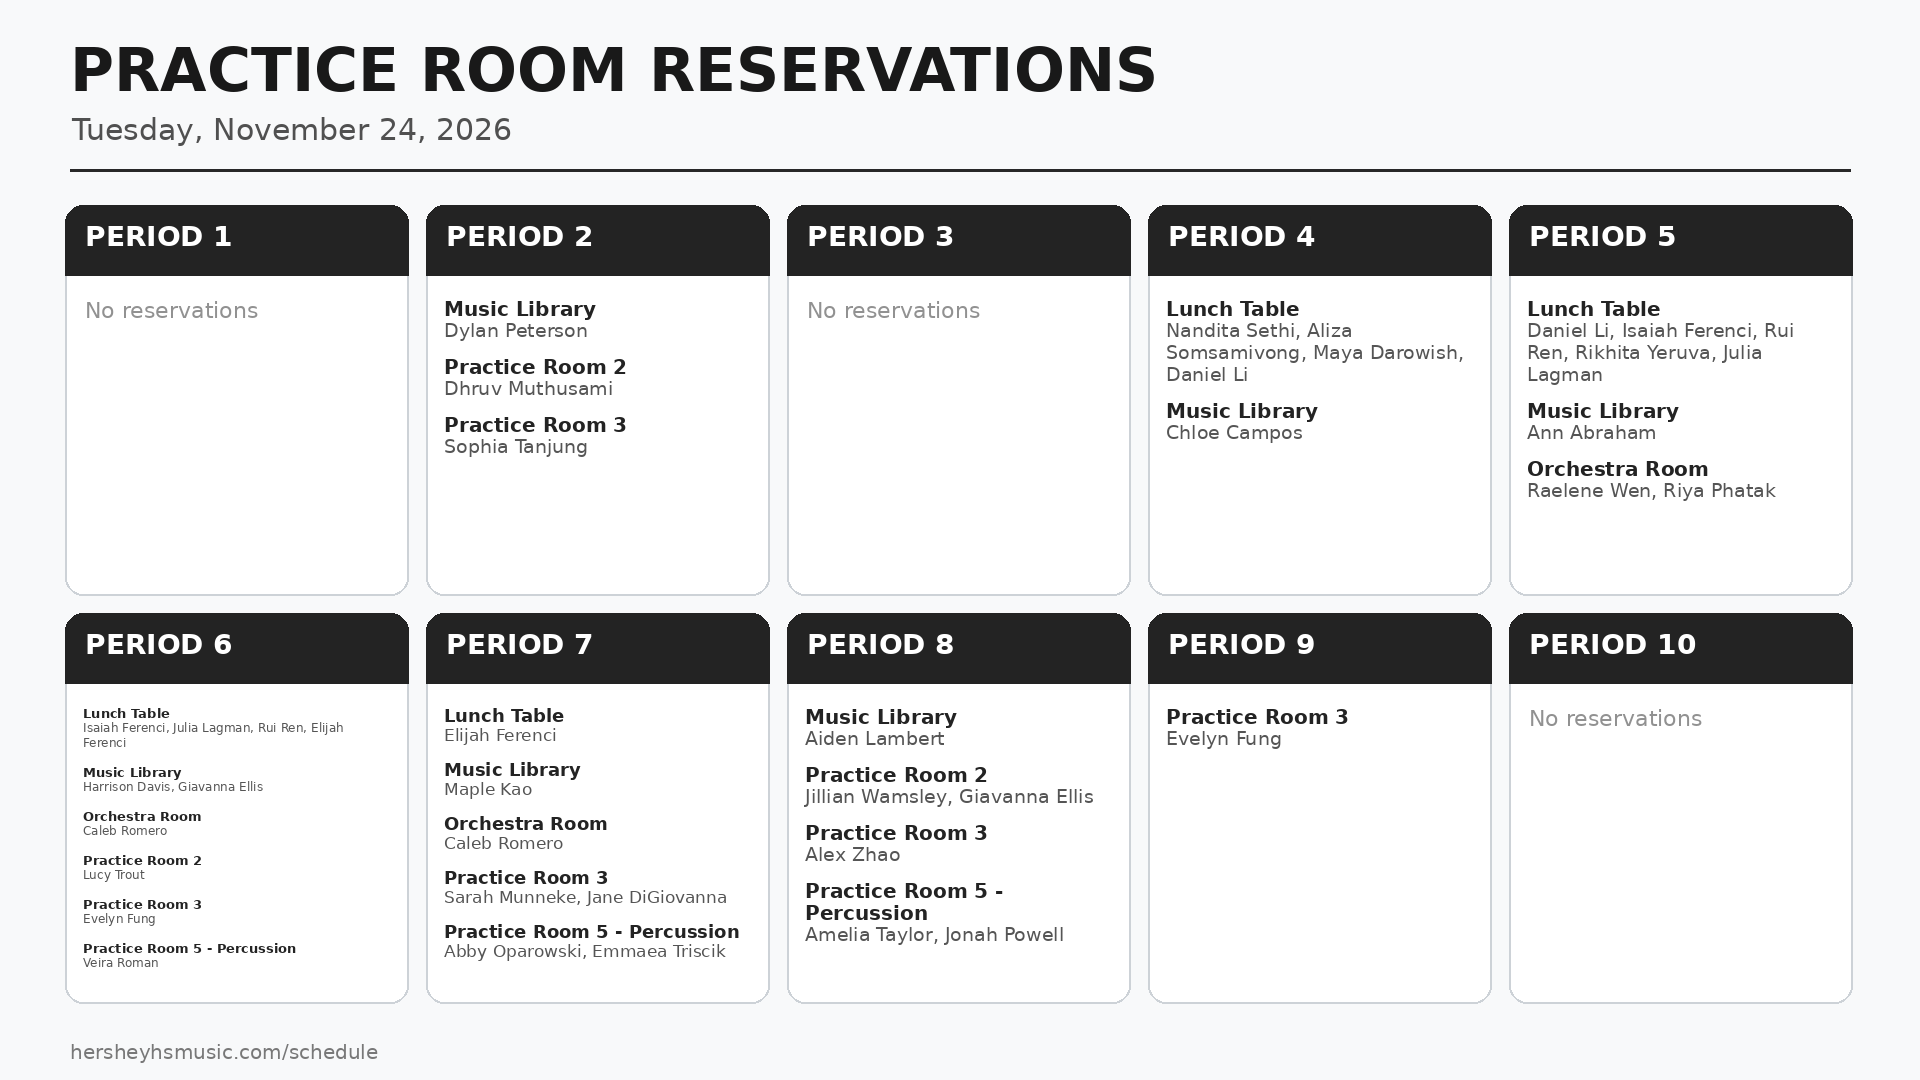 PRACTICE ROOM RESERVATIONS
Tuesday, November 24, 2026
PERIOD 1
No reservations
PERIOD 2
Music Library
Dylan Peterson
Practice Room 2
Dhruv Muthusami
Practice Room 3
Sophia Tanjung
PERIOD 3
No reservations
PERIOD 4
Lunch Table
Nandita Sethi, Aliza
Somsamivong, Maya Darowish,
Daniel Li
Music Library
Chloe Campos
PERIOD 5
Lunch Table
Daniel Li, Isaiah Ferenci, Rui
Ren, Rikhita Yeruva, Julia
Lagman
Music Library
Ann Abraham
Orchestra Room
Raelene Wen, Riya Phatak
PERIOD 6
Lunch Table
Isaiah Ferenci, Julia Lagman, Rui Ren, Elijah
Ferenci
Music Library
Harrison Davis, Giavanna Ellis
Orchestra Room
Caleb Romero
Practice Room 2
Lucy Trout
Practice Room 3
Evelyn Fung
Practice Room 5 - Percussion
Veira Roman
PERIOD 7
Lunch Table
Elijah Ferenci
Music Library
Maple Kao
Orchestra Room
Caleb Romero
Practice Room 3
Sarah Munneke, Jane DiGiovanna
Practice Room 5 - Percussion
Abby Oparowski, Emmaea Triscik
PERIOD 8
Music Library
Aiden Lambert
Practice Room 2
Jillian Wamsley, Giavanna Ellis
Practice Room 3
Alex Zhao
Practice Room 5 -
Percussion
Amelia Taylor, Jonah Powell
PERIOD 9
Practice Room 3
Evelyn Fung
PERIOD 10
No reservations
hersheyhsmusic.com/schedule